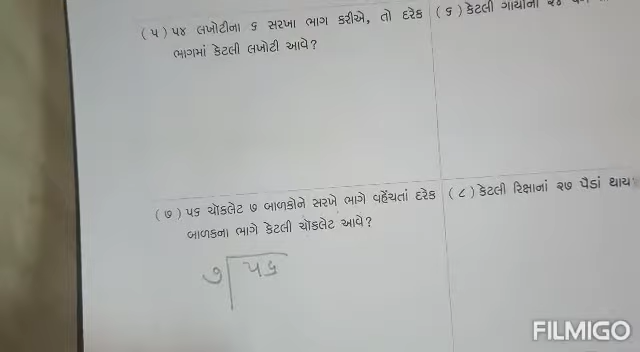 (૫) ૫૪ લખોટીના ૬ સરખા ભાગ કરીએ, તો દરેક
ભાગમાં કેટલી લખોટી આવે?
(૬) કેટલી ગાયોના ૨૪
(૭) ૫૬ ચૉકલેટ ૭ બાળકોને સરખે ભાગે વહેંચતાં દરેક
બાળકના ભાગે કેટલી ચૉકલેટ આવે?
(૮) કેટલી રિક્ષાનાં ૨૭ પૈડાં થાય
૭ ૫૬
FILMIGO